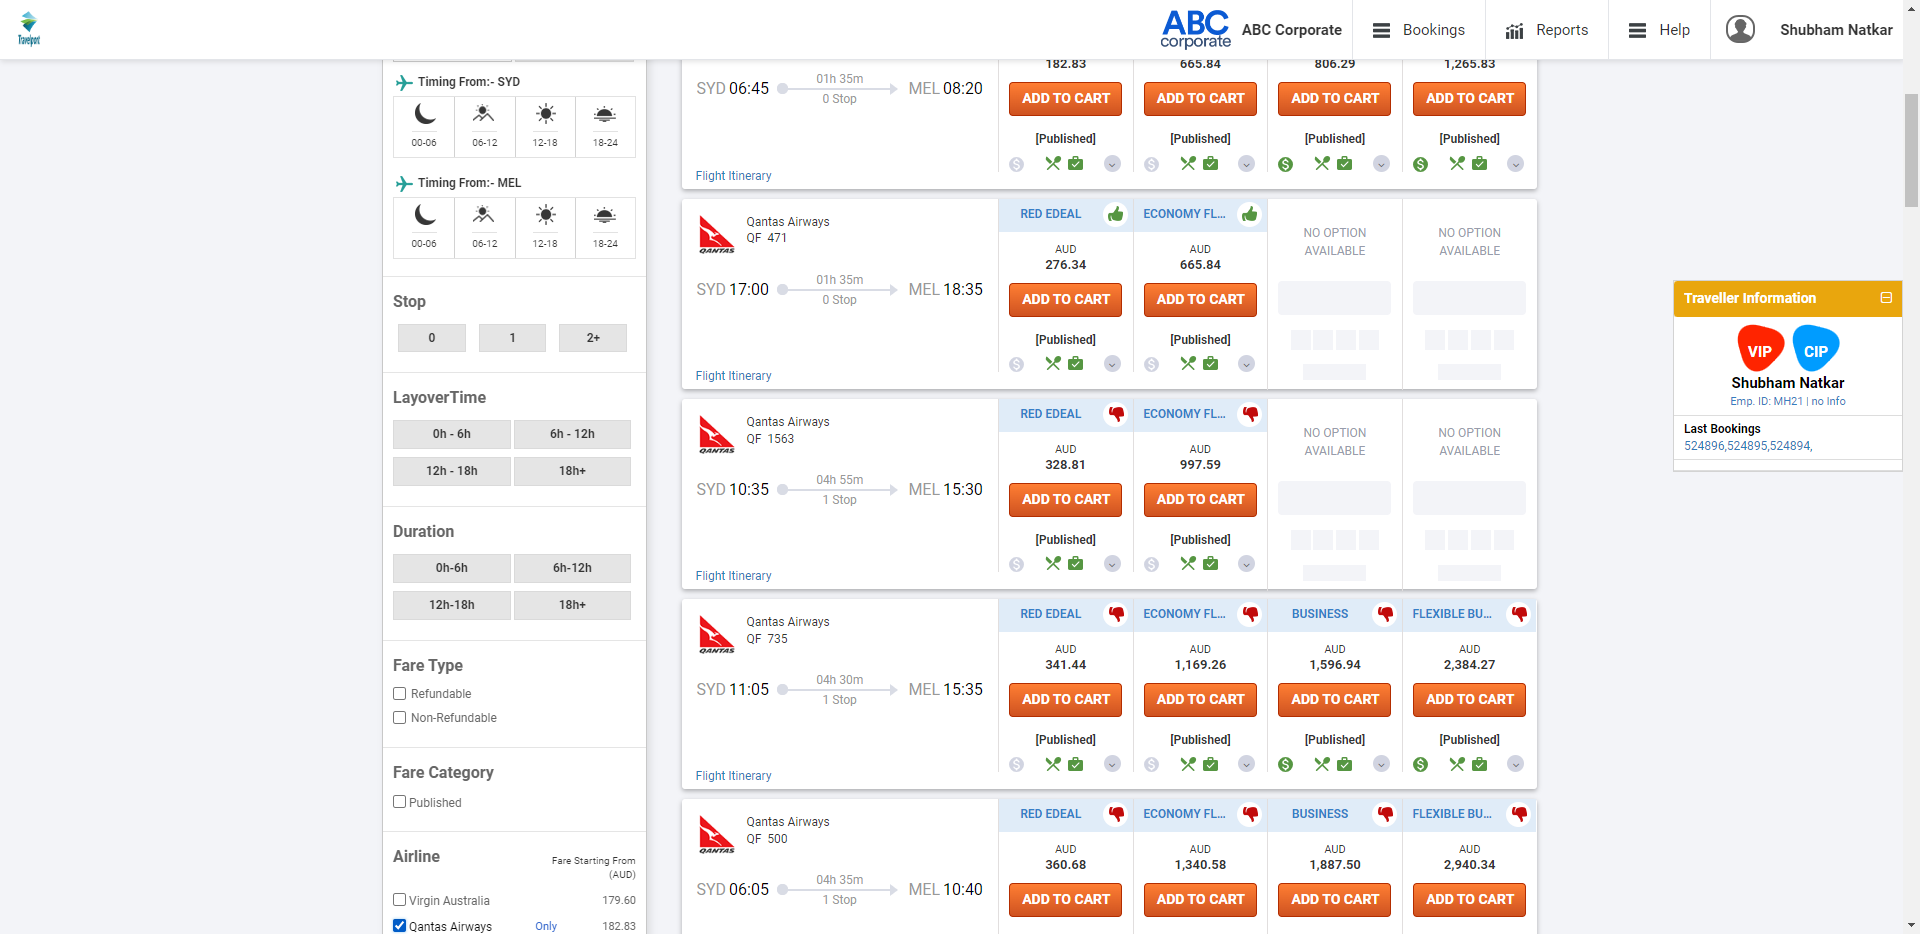 Travelport
ABC
corporate
ABC Corporate
Bookings
Reports
Help
Shubham Natkar
Timing From:- SYD
00-06
06-12
12-18
18-24
Timing From:- MEL
00-06
06-12
12-18
18-24
Stop
0
1
2+
LayoverTime
0h - 6h
6h - 12h
12h - 18h
18h+
Duration
0h-6h
6h-12h
12h-18h
18h+
Fare Type
Refundable
Non-Refundable
Fare Category
Published
Airline
Fare Starting From
(AUD)
Virgin Australia 179.60
Qantas Airways Only 182.83
SYD 06:45
01h 35m
0 Stop
MEL 08:20
Flight Itinerary
182.83
ADD TO CART
[Published]
665.84
ADD TO CART
[Published]
806.29
ADD TO CART
[Published]
1,265.83
ADD TO CART
[Published]
Qantas Airways
QF 471
QANTAS
SYD 17:00
01h 35m
0 Stop
MEL 18:35
Flight Itinerary
RED EDEAL
AUD
276.34
ADD TO CART
[Published]
ECONOMY FL...
AUD
665.84
ADD TO CART
[Published]
NO OPTION
AVAILABLE
NO OPTION
AVAILABLE
Qantas Airways
QF 1563
QANTAS
SYD 10:35
04h 55m
1 Stop
MEL 15:30
Flight Itinerary
RED EDEAL
AUD
328.81
ADD TO CART
[Published]
ECONOMY FL...
AUD
997.59
ADD TO CART
[Published]
NO OPTION
AVAILABLE
NO OPTION
AVAILABLE
Qantas Airways
QF 735
QANTAS
SYD 11:05
04h 30m
1 Stop
MEL 15:35
Flight Itinerary
RED EDEAL
AUD
341.44
ADD TO CART
[Published]
ECONOMY FL...
AUD
1,169.26
ADD TO CART
[Published]
BUSINESS
AUD
1,596.94
ADD TO CART
[Published]
FLEXIBLE BU...
AUD
2,384.27
ADD TO CART
[Published]
Qantas Airways
QF 500
QANTAS
SYD 06:05
04h 35m
1 Stop
MEL 10:40
RED EDEAL
AUD
360.68
ADD TO CART
ECONOMY FL...
AUD
1,340.58
ADD TO CART
BUSINESS
AUD
1,887.50
ADD TO CART
FLEXIBLE BU...
AUD
2,940.34
ADD TO CART
Traveller Information
VIP
CIP
Shubham Natkar
Emp. ID: MH21 | no Info
Last Bookings
524896,524895,524894,